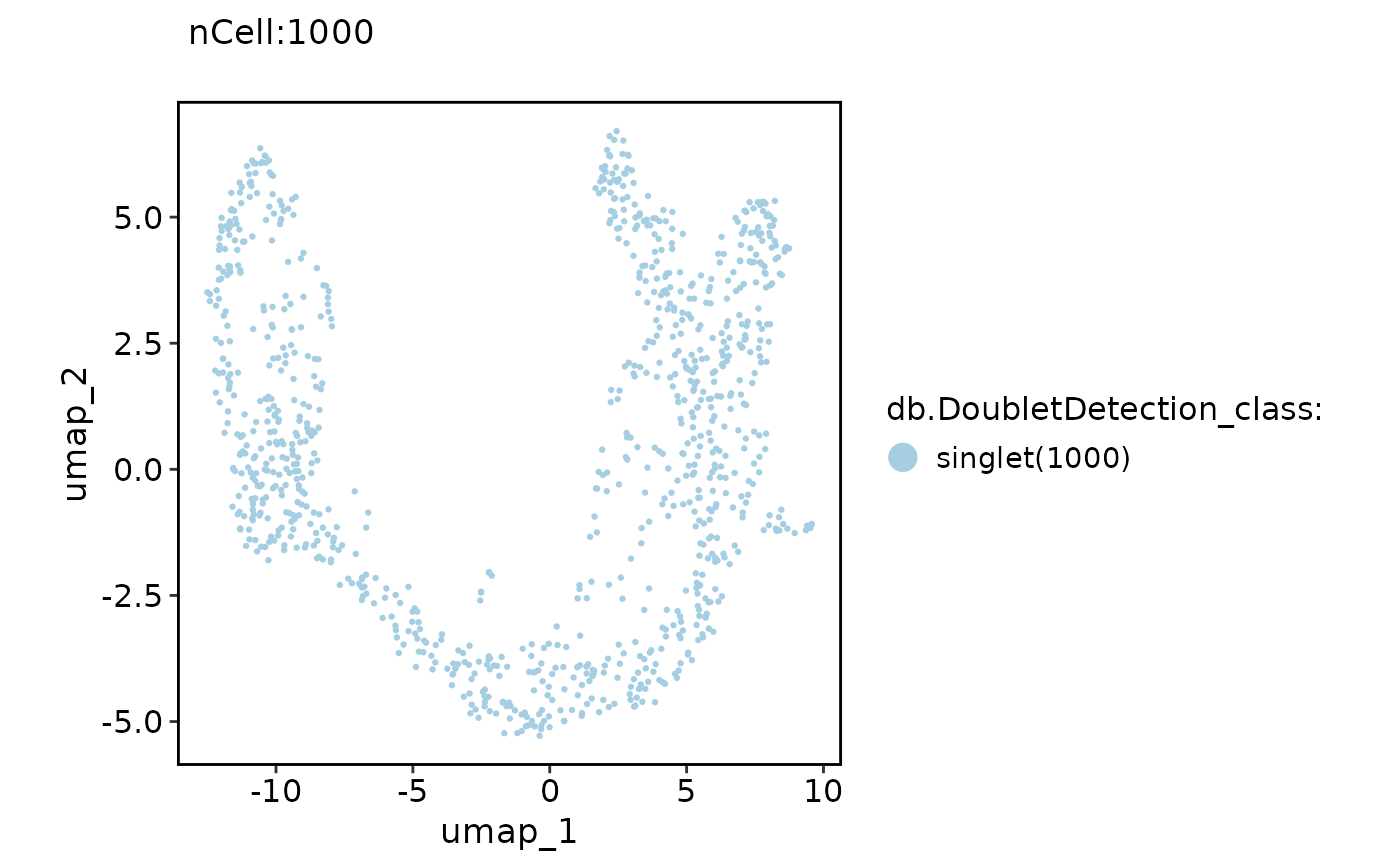 nCell:1000
5.0
2.5
0.0
-2.5
-5.0
umap_2
-10 -5 0 5 10
umap_1
db.DoubletDetection_class:
singlet(1000)